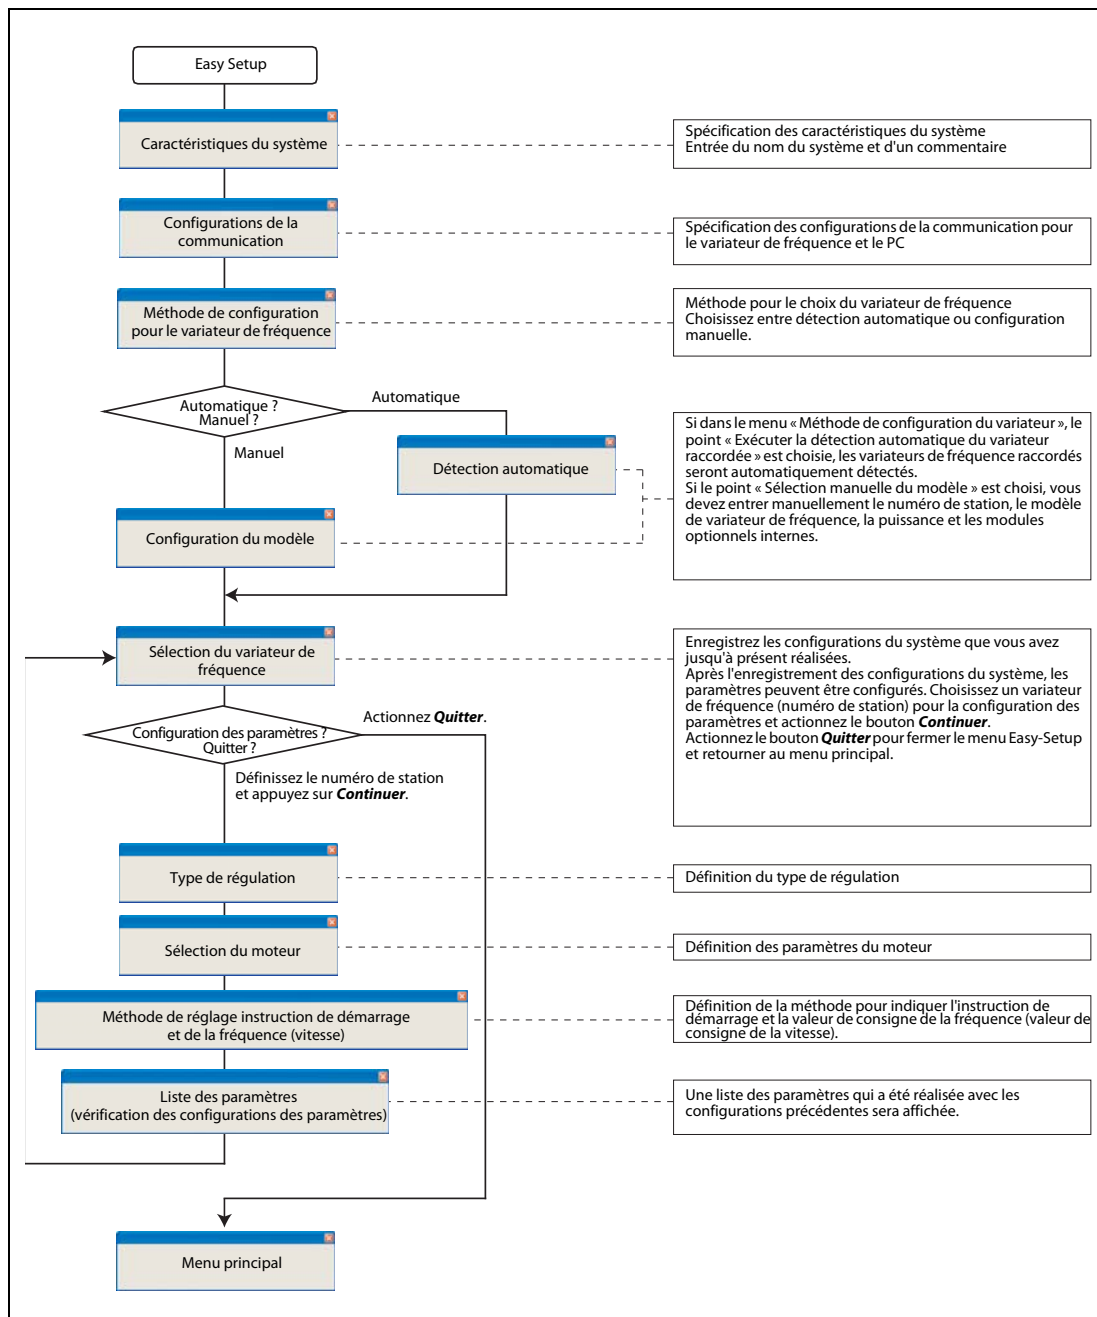 Easy Setup
Caractéristiques du système
Spécification des caractéristiques du système
Entrée du nom du système et d'un commentaire
Configurations de la
communication
Spécification des configurations de la communication pour
le variateur de fréquence et le PC
Méthode de configuration
pour le variateur de fréquence
Méthode pour le choix du variateur de fréquence
Choisissez entre détection automatique ou configuration
manuelle.
Automatique ?
Manuel ?
Automatique
Manuel
Détection automatique
Configuration du modèle
Si dans le menu « Méthode de configuration du variateur », le
point « Exécuter la détection automatique du variateur
raccordée » est choisie, les variateurs de fréquence raccordés
seront automatiquement détectés.
Si le point « Sélection manuelle du modèle » est choisi, vous
devez entrer manuellement le numéro de station, le modèle
de variateur de fréquence, la puissance et les modules
optionnels internes.
Sélection du variateur de
fréquence
Enregistrez les configurations du système que vous avez
jusqu'à présent réalisées.
Après l'enregistrement des configurations du système, les
paramètres peuvent être configurés. Choisissez un variateur
de fréquence (numéro de station) pour la configuration des
paramètres et actionnez le bouton Continuer.
Actionnez le bouton Quitter pour fermer le menu Easy-Setup
et retourner au menu principal.
Configuration des paramètres ?
Quitter ?
Actionnez Quitter.
Définissez le numéro de station
et appuyez sur Continuer.
Type de régulation
Définition du type de régulation
Sélection du moteur
Définition des paramètres du moteur
Méthode de réglage instruction de démarrage
et de la fréquence (vitesse)
Définition de la méthode pour indiquer l'instruction de
démarrage et la valeur de consigne de la fréquence (valeur de
consigne de la vitesse).
Liste des paramètres
(vérification des configurations des paramètres)
Une liste des paramètres qui a été réalisée avec les
configurations précédentes sera affichée.
Menu principal